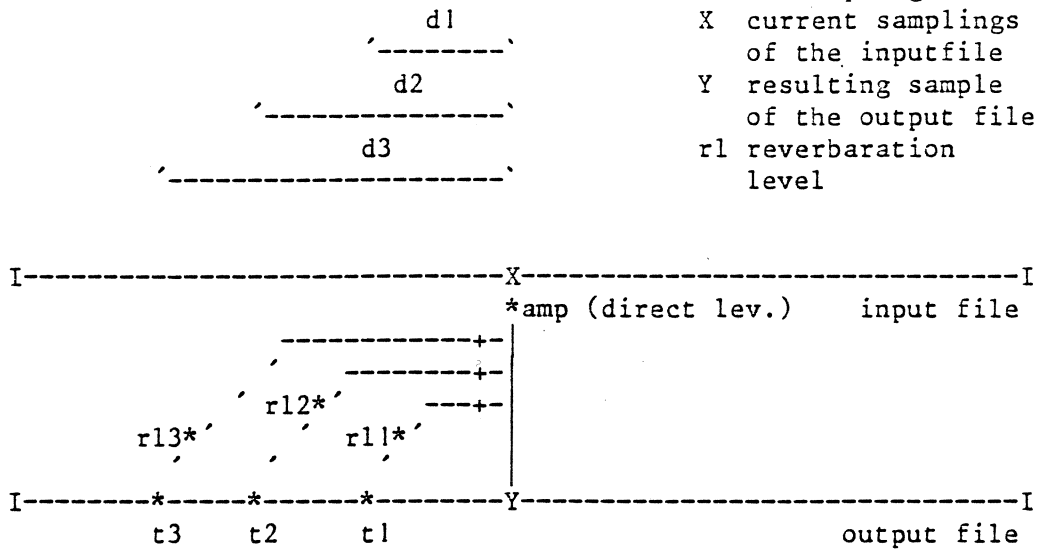 d1 X current samplings
of the inputfile
d2 Y resulting sample
of the output file
d3 rl reverbaration
level
I-------------------------------X--------------------------------I
*amp (direct lev.) input file
-------------+-
----------+-
rl2* ----+-
rl3* rl1*
I--------*------*-------*---------Y--------------------------------I
t3 t2 t1 output file